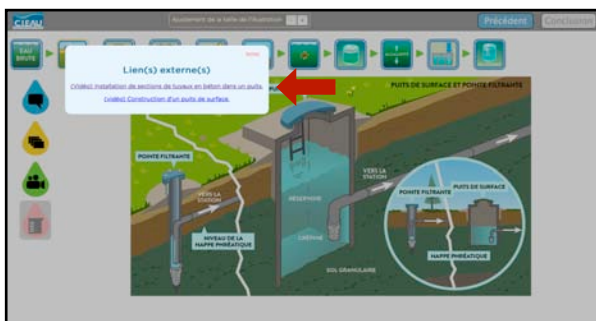 CIEAU
Ajustement de la taille de l'illustration - +
Précédent
Conclusion
Eau
BRUTE
Lien(s) externe(s)
(Vidéo) Installation de sections de tuyaux en béton dans un puits.
(Vidéo) Construction d'un puits de surface.
PUITS DE SURFACE ET POINTE FILTRANTE
POINTE FILTRANTE
VERS LA
STATION
NIVEAU DE LA
NAPPE PHRÉATIQUE
RÉSERVOIR
CRÉPINE
SOL GRANULAIRE
VERS LA
STATION
POINTE FILTRANTE
PUITS DE SURFACE
NAPPE PHRÉATIQUE